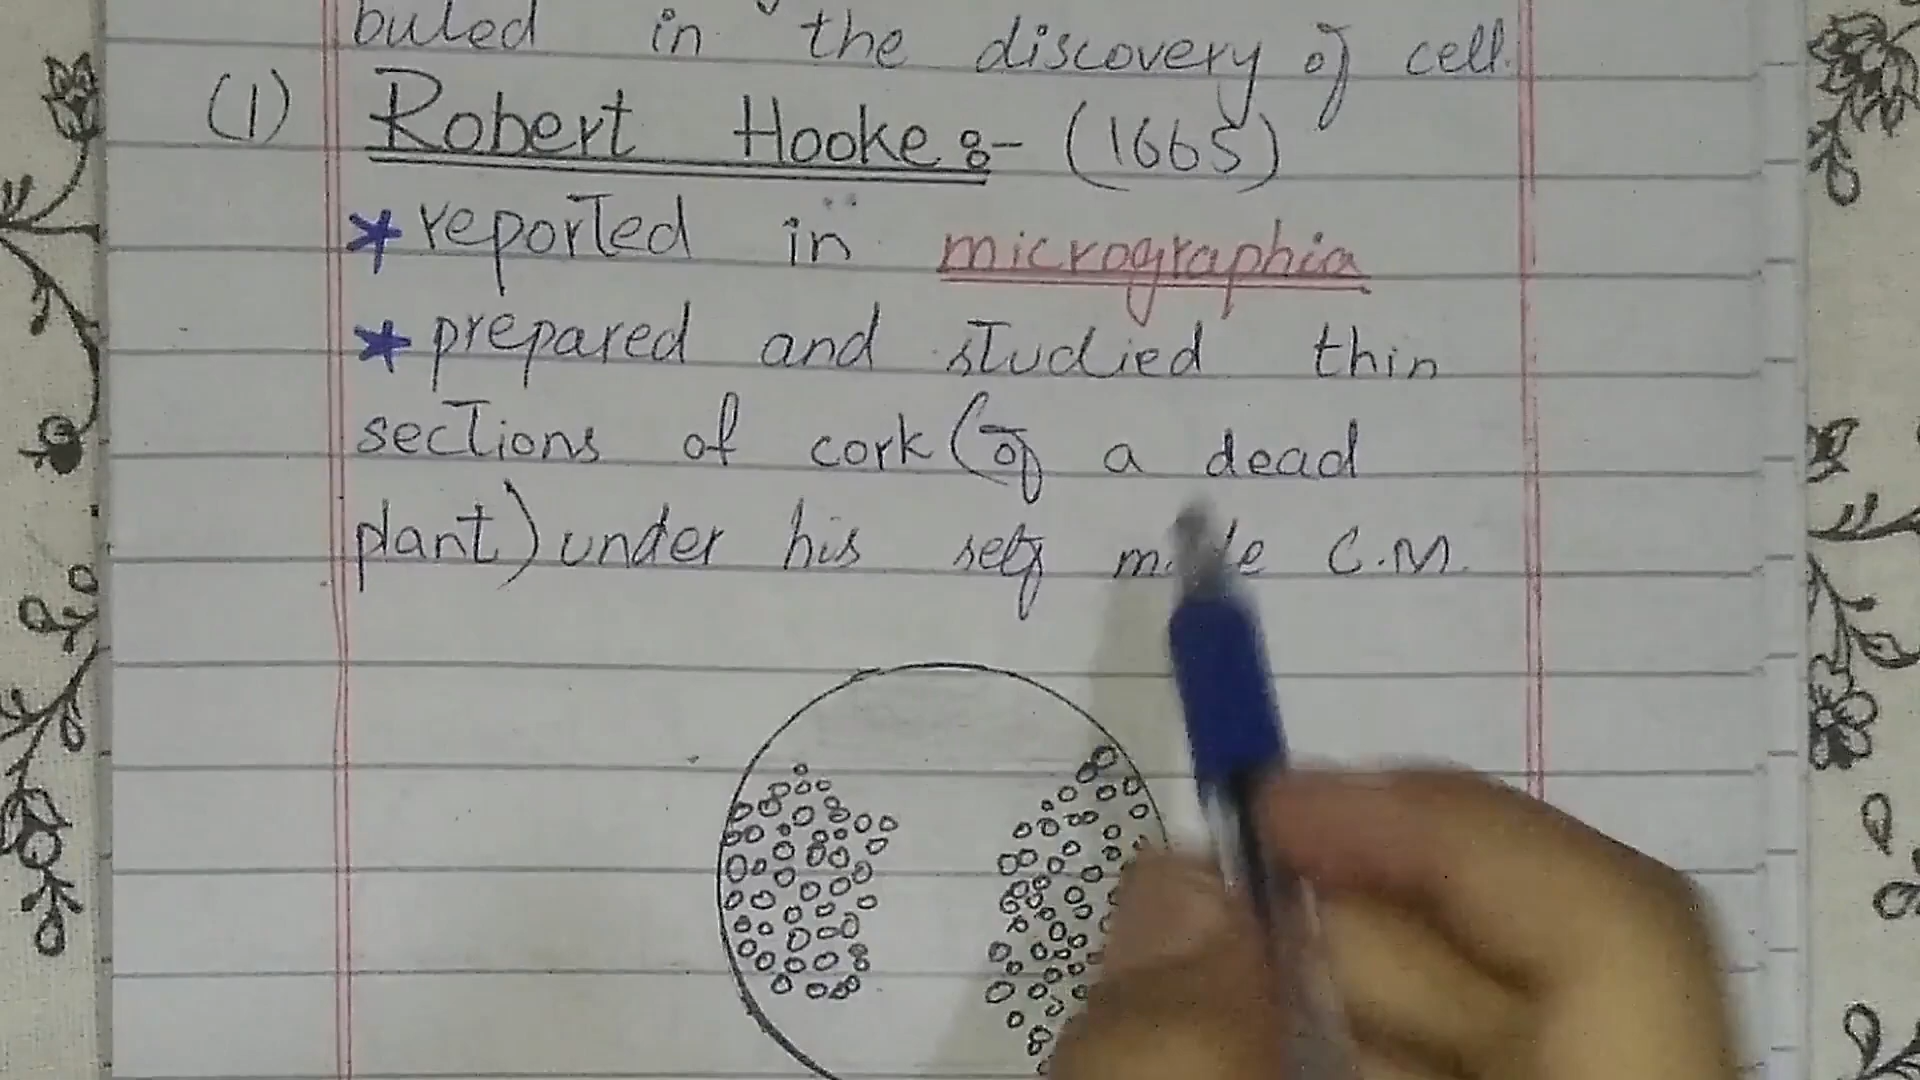 buted in the discovery of cell.
(1) Robert Hooke :- (1665)
* reported in micrographia
* prepared and studied thin
sections of cork (of a dead
plant) under his self made C.M.